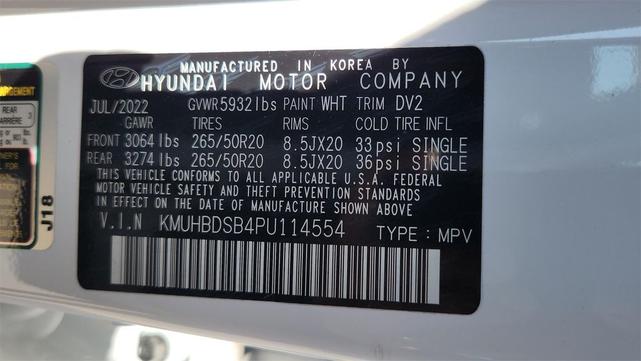 MANUFACTURED IN KOREA BY
HYUNDAI MOTOR COMPANY
JUL/2022 GVWR 5932 lbs PAINT WHT TRIM DV2
GAWR TIRES RIMS COLD TIRE INFL
FRONT 3064 lbs 265/50R20 8.5JX20 33 psi SINGLE
REAR 3274 lbs 265/50R20 8.5JX20 36 psi SINGLE
THIS VEHICLE CONFORMS TO ALL APPLICABLE U.S.A. FEDERAL
MOTOR VEHICLE SAFETY AND THEFT PREVENTION STANDARDS
IN EFFECT ON THE DATE OF MANUFACTURE SHOWN ABOVE
V.I.N KMUHBDSB4PU114554 TYPE : MPV
REAR 3
J18